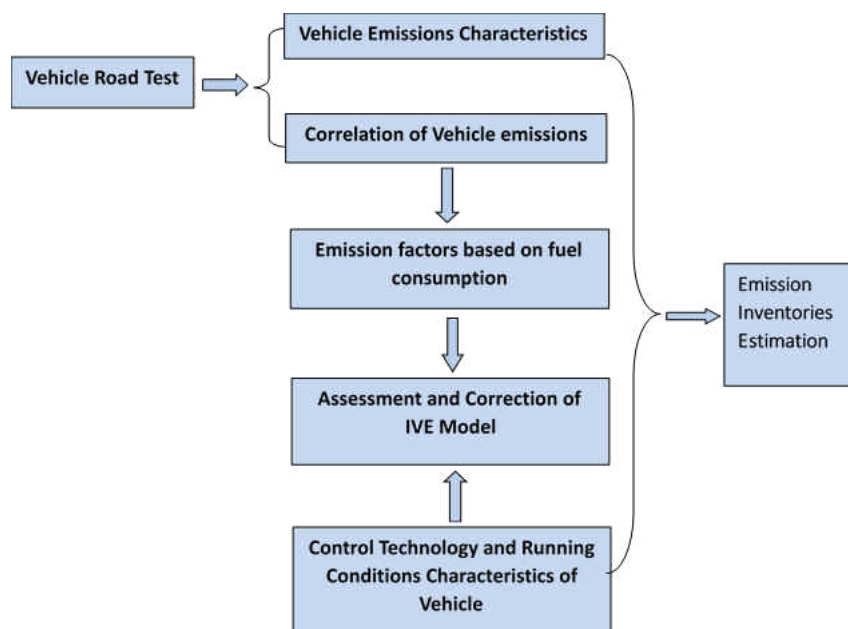 Vehicle Emissions Characteristics
Vehicle Road Test
Correlation of Vehicle emissions
Emission factors based on fuel
consumption
Emission
Inventories
Estimation
Assessment and Correction of
IVE Model
Control Technology and Running
Conditions Characteristics of
Vehicle